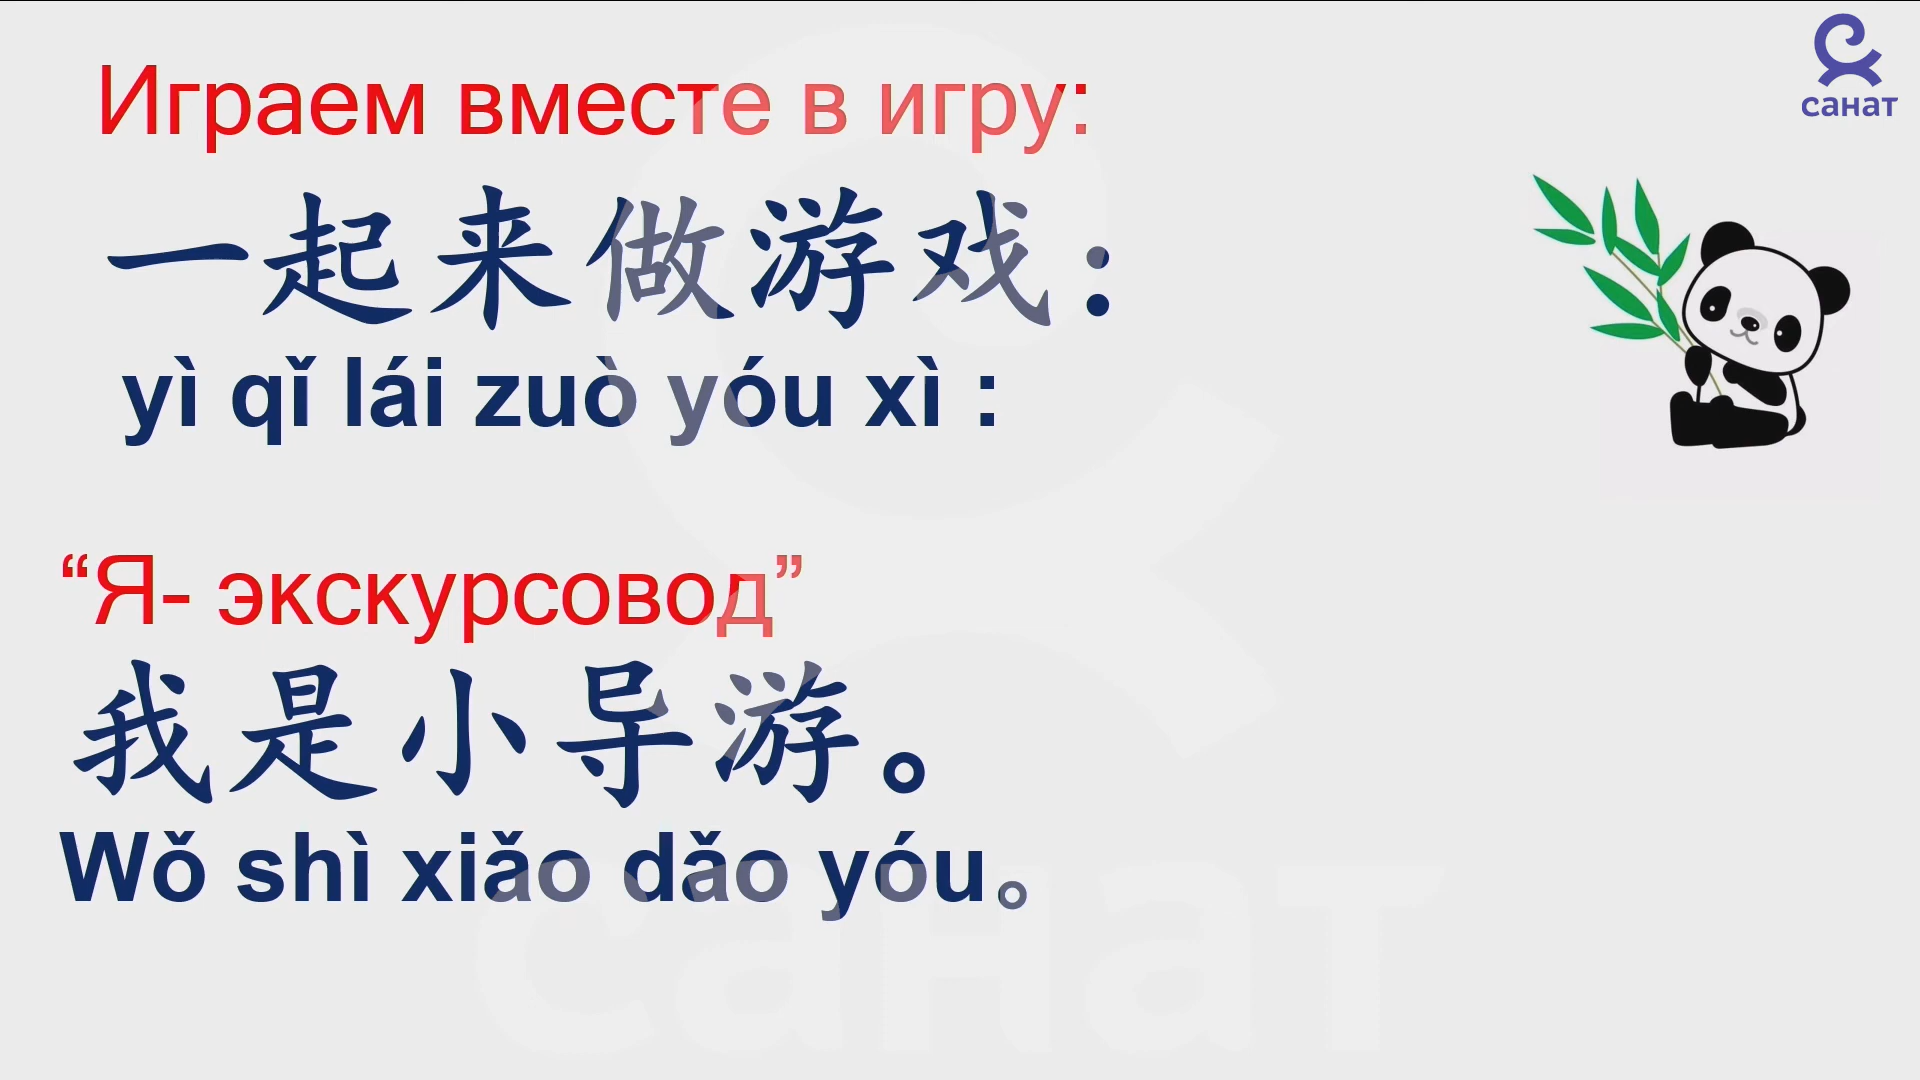 санат
Играем вместе в игру:
一起来做游戏：
yì qǐ lái zuò yóu xì :
“Я- экскурсовод”
我是小导游。
Wǒ shì xiǎo dǎo yóu。
санат